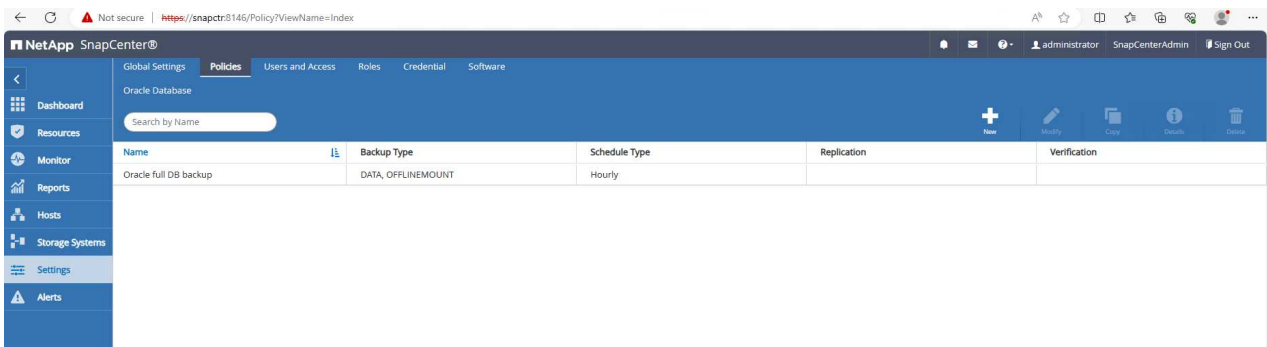 Not secure | https://snapctr:8146/Policy?ViewName=Index
NetApp SnapCenter®
administrator SnapCenterAdmin Sign Out
Global Settings Policies Users and Access Roles Credential Software
Oracle Database
Search by Name
New Modify Copy Details Delete
Dashboard
Resources
Monitor
Reports
Hosts
Storage Systems
Settings
Alerts
Name Backup Type Schedule Type Replication Verification
Oracle full DB backup DATA, OFFLINEMOUNT Hourly